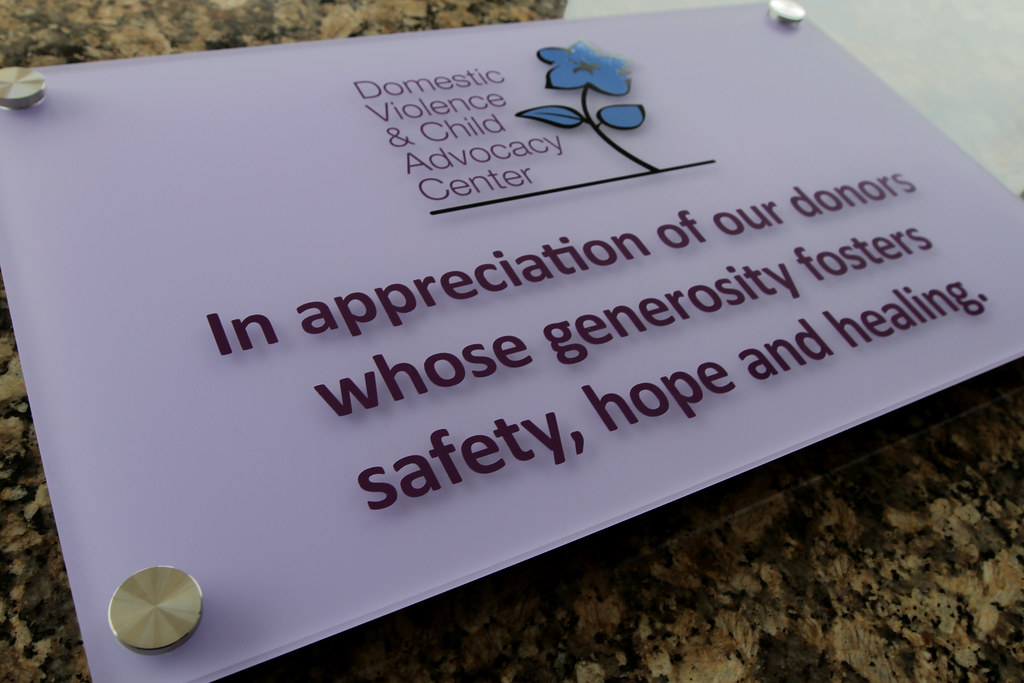 Domestic
Violence
& Child
Advocacy
Center
In appreciation of our donors
whose generosity fosters
safety, hope and healing.